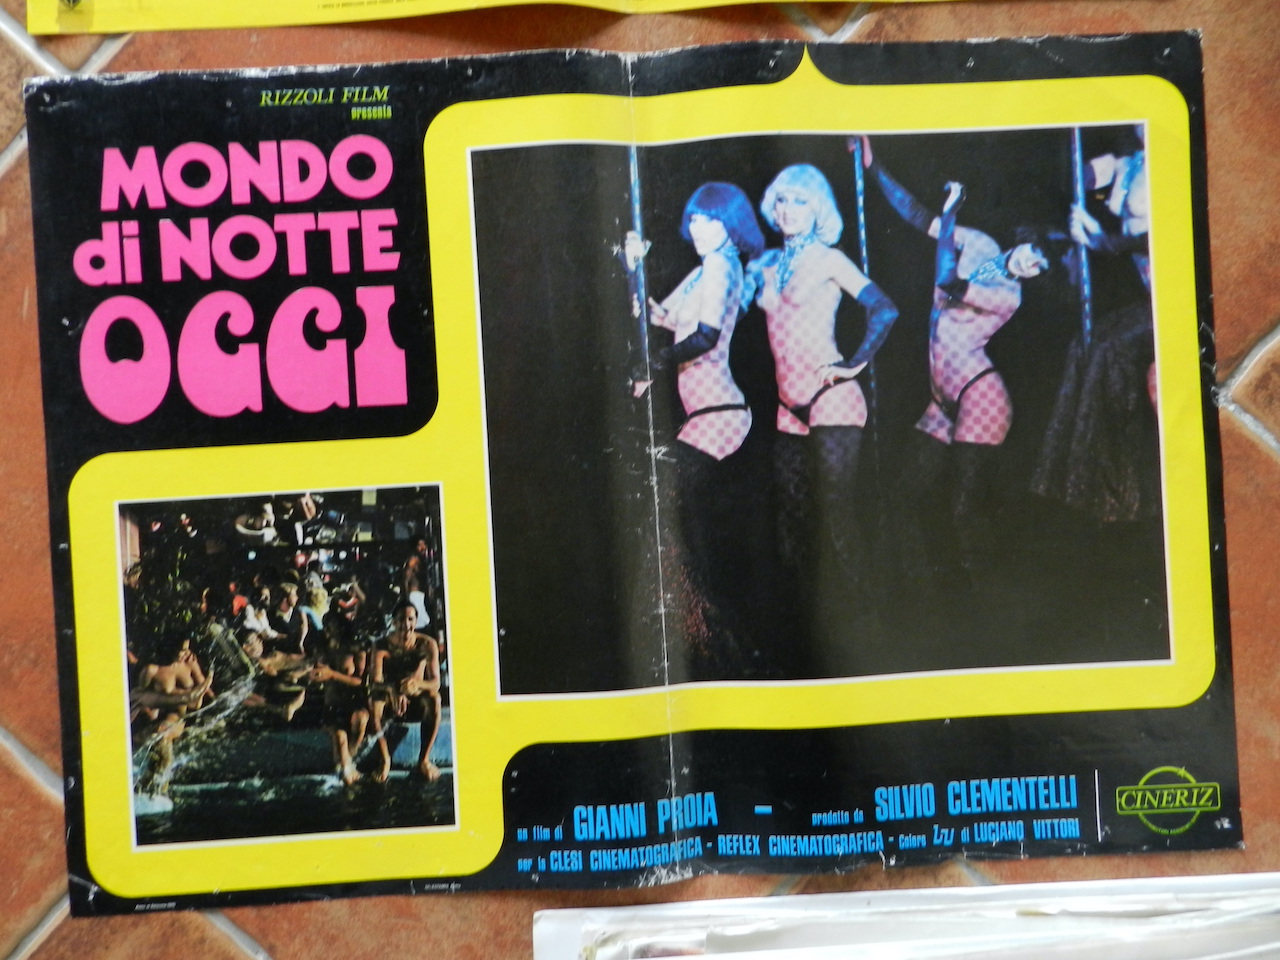 RIZZOLI FILM
presenta
MONDO
di NOTTE
OGGI
un film di GIANNI PROIA - prodotto da SILVIO CLEMENTELLI
per la CLESI CINEMATOGRAFICA - REFLEX CINEMATOGRAFICA - Colore LV di LUCIANO VITTORI
CINERIZ